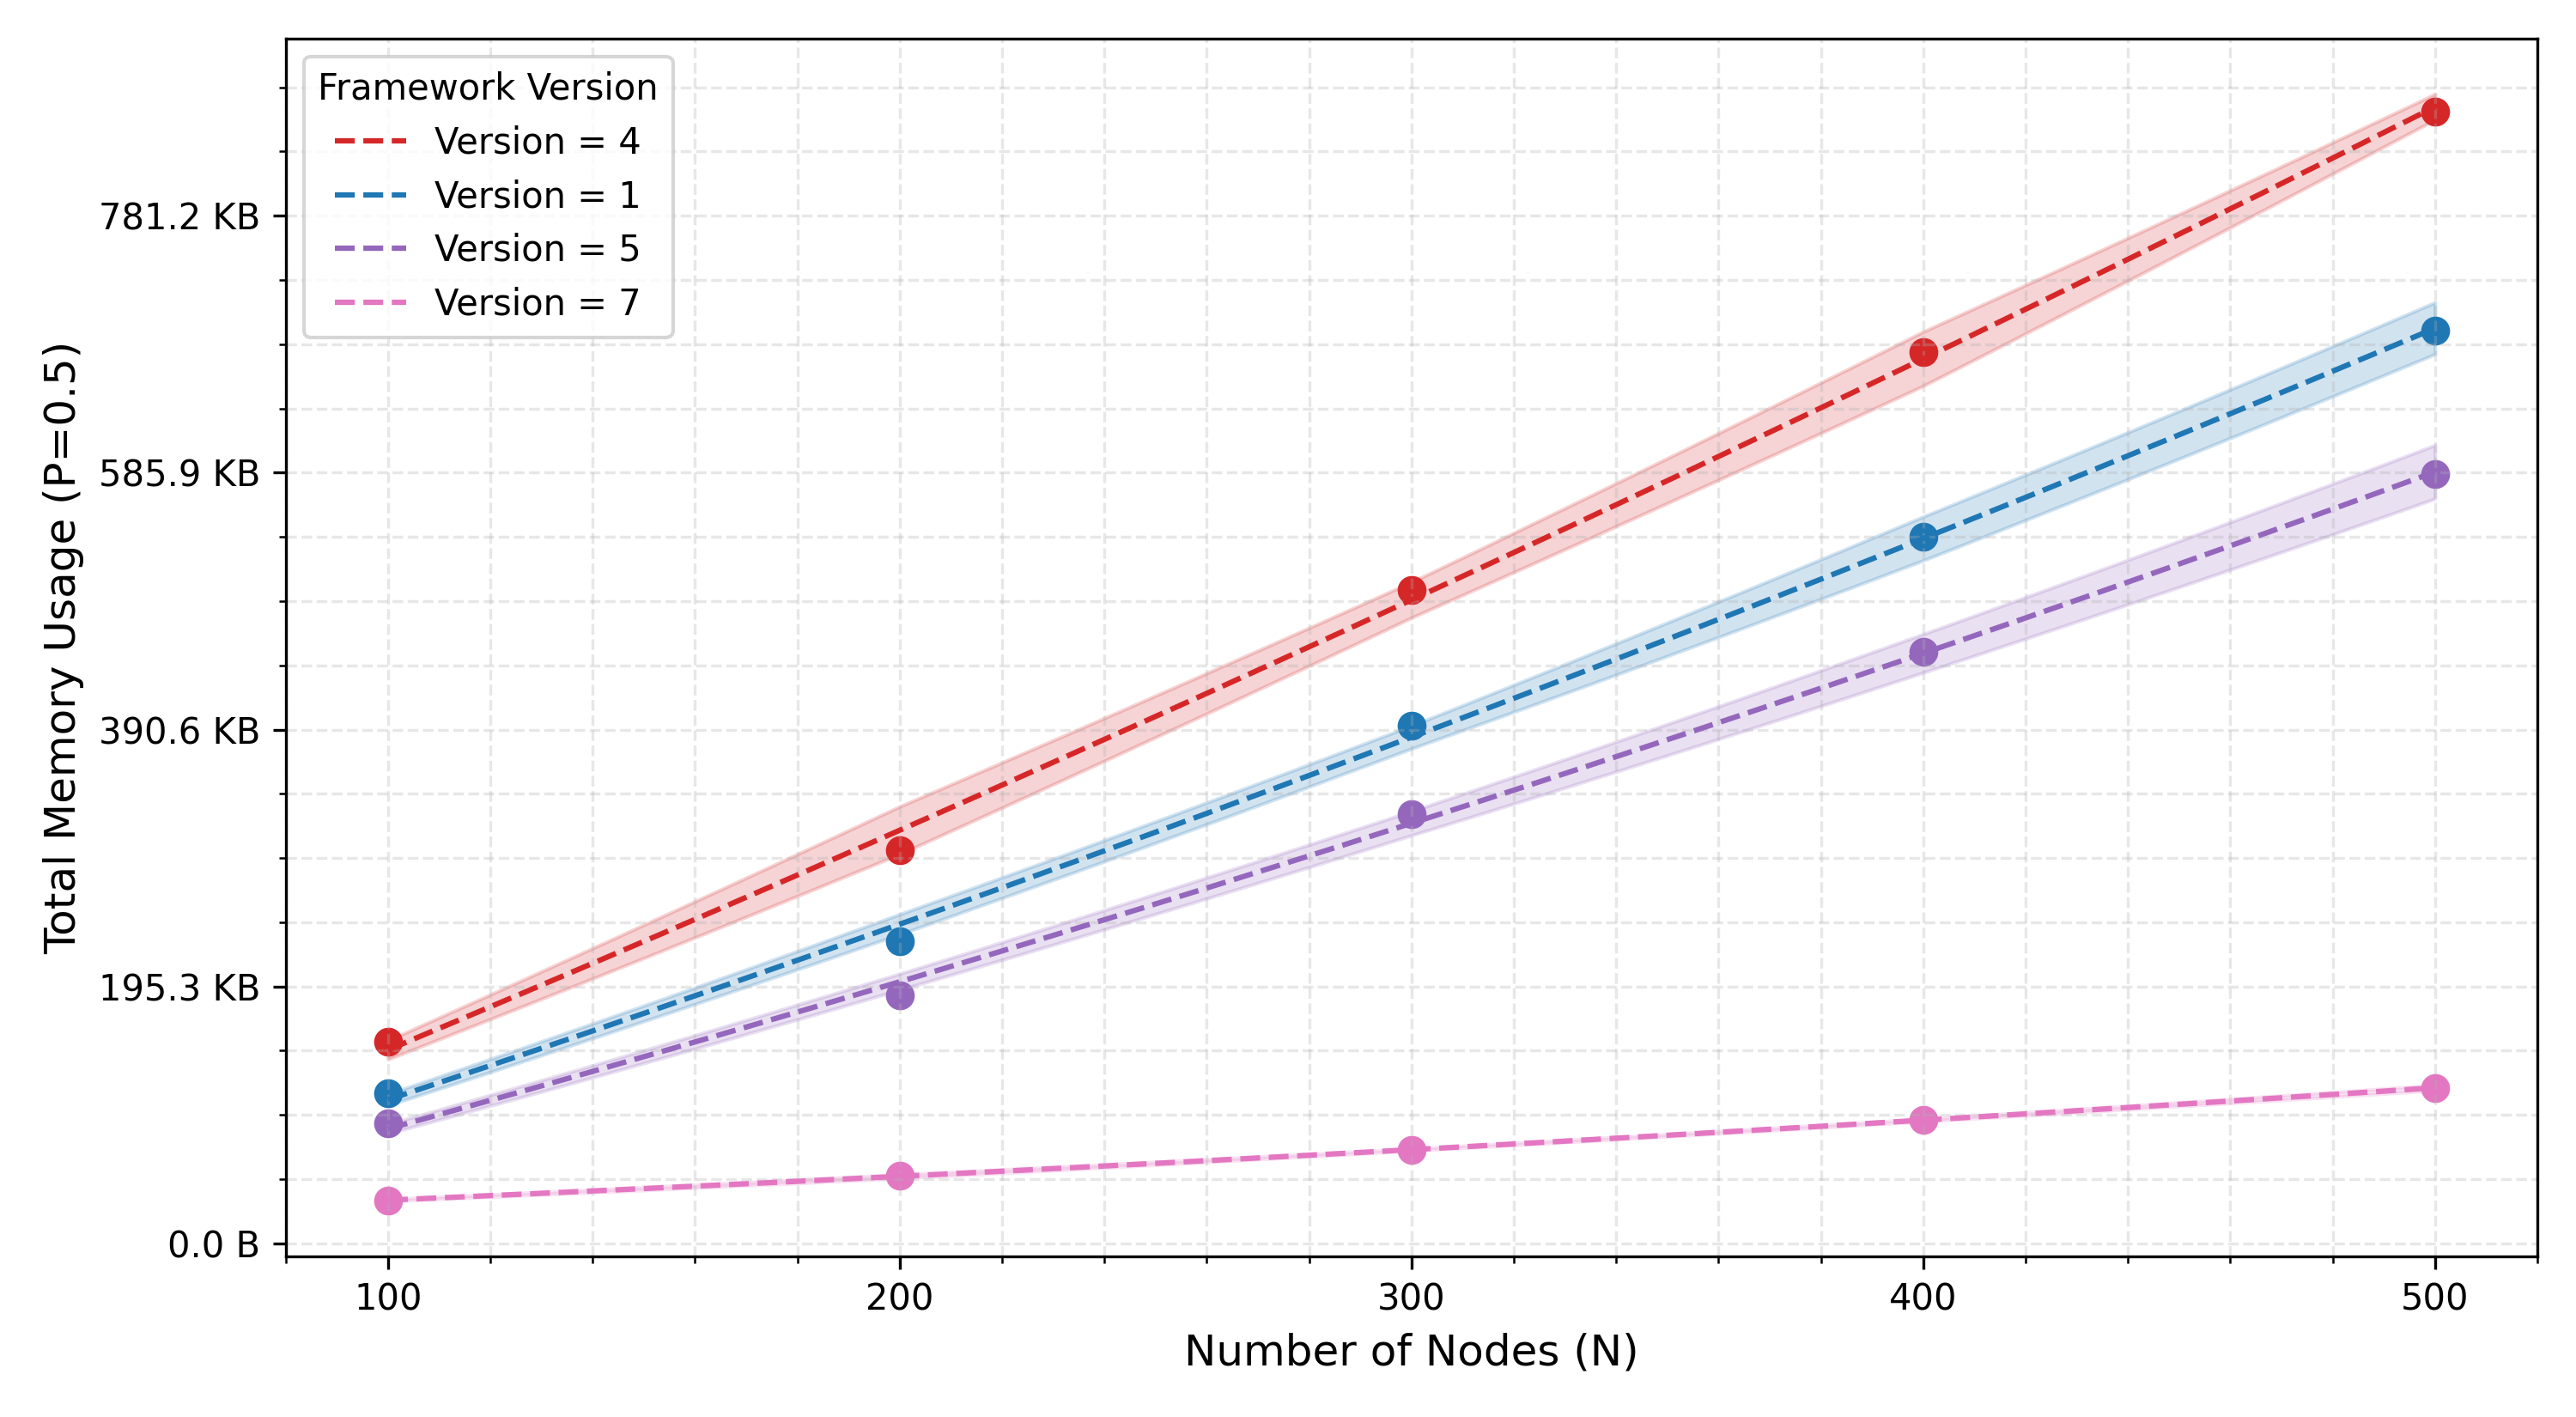 Framework Version
Version = 4
Version = 1
Version = 5
Version = 7
Total Memory Usage (P=0.5)
781.2 KB
585.9 KB
390.6 KB
195.3 KB
0.0 B
100 200 300 400 500
Number of Nodes (N)